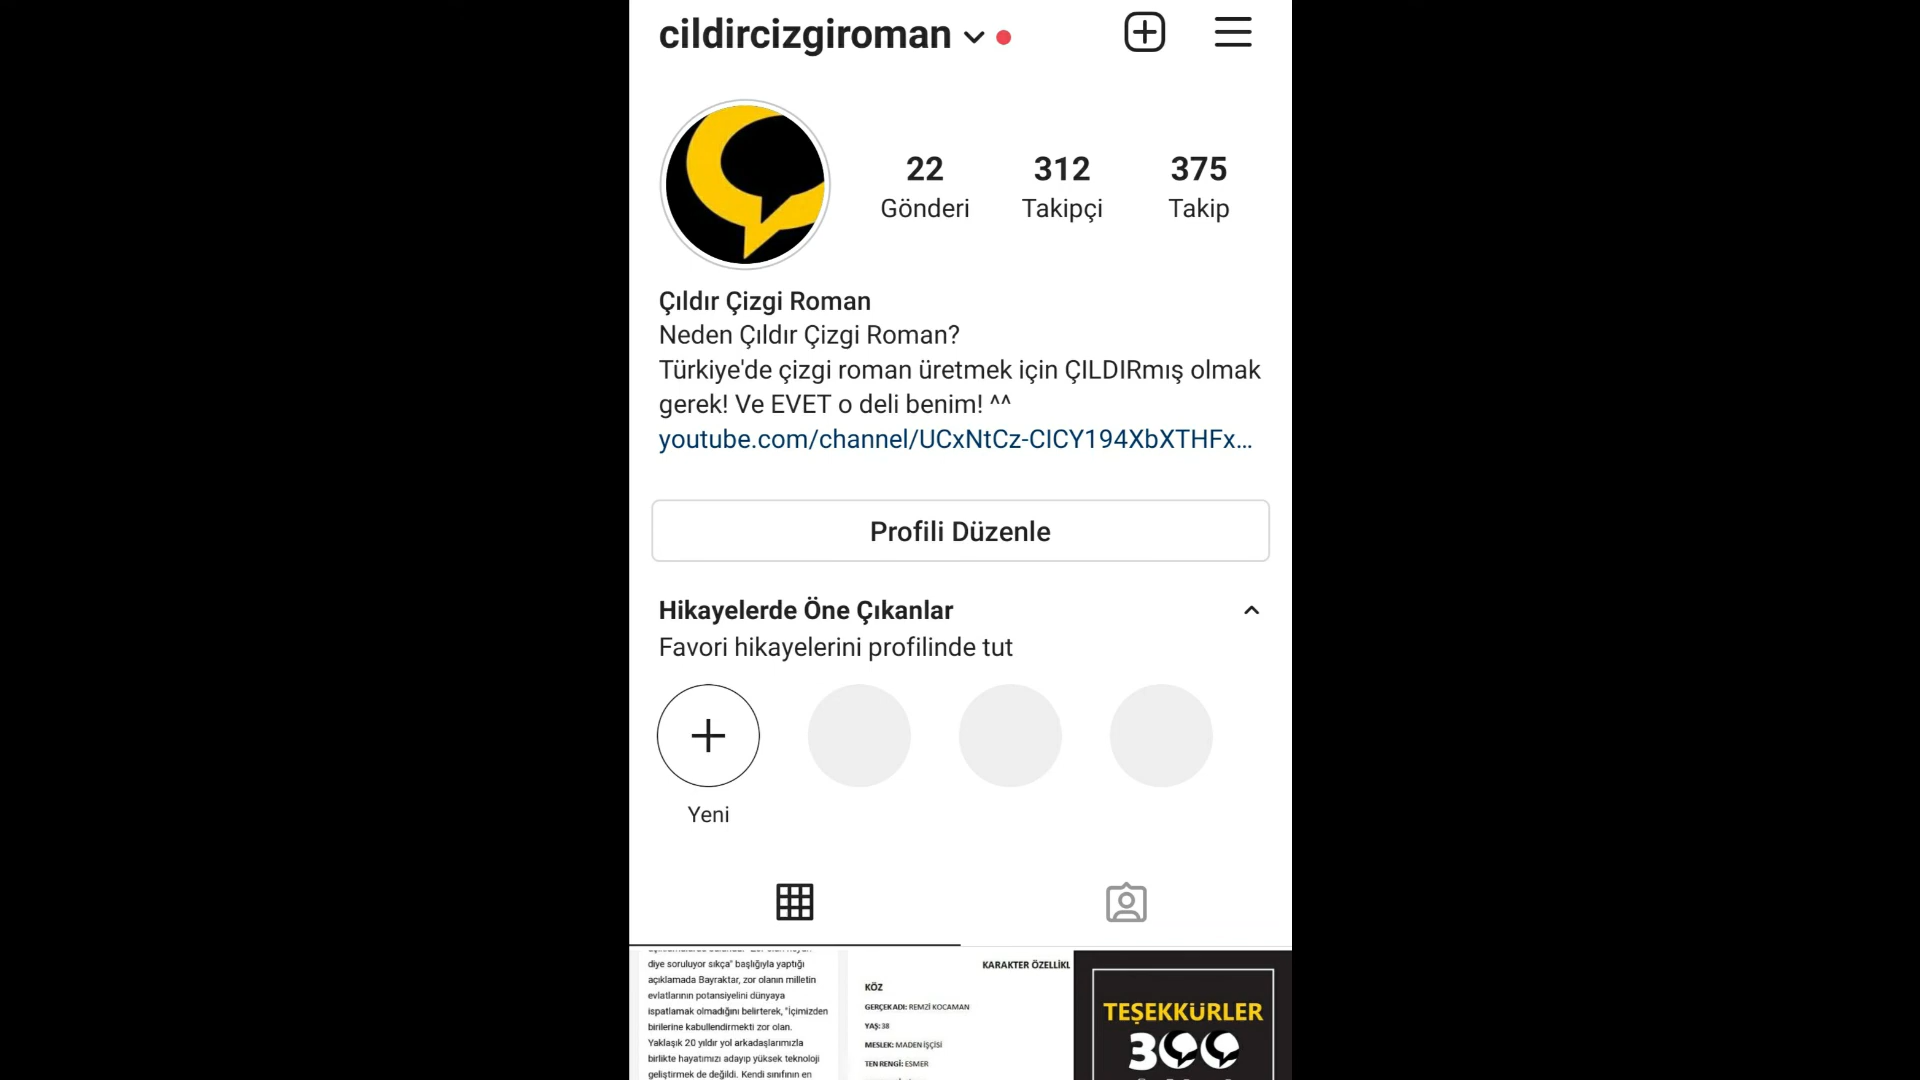 cildircizgiroman
22
312
375
Gönderi
Takipçi
Takip
Çıldır Çizgi Roman
Neden Çıldır Çizgi Roman?
Türkiye'de çizgi roman üretmek için ÇILDIRmış olmak
gerek! Ve EVET o deli benim! ^^
youtube.com/channel/UCxNtCz-CICY194XbXTHFx...
Profili Düzenle
Hikayelerde Öne Çıkanlar
Favori hikayelerini profilinde tut
Yeni
diye soruluyor sıkça" başlığıyla yaptığı
açıklamada Bayraktar, zor olanın milletin
evlatlarının potansiyelini dünyaya
ispatlamak olmadığını belirterek, "İçimizden
birilerine kabullendirmekti zor olan.
Yaklaşık 20 yıldır yol arkadaşlarımızla
birlikte hayatımızı adayıp yüksek teknoloji
geliştirmek de değildi. Kendi sınıfının en
KARAKTER ÖZELLİKL
KÖZ
GERÇEK ADI: REMZİ KOCAMAN
YAŞ: 38
MESLEK: MADEN İŞÇİSİ
TEN RENGİ: ESMER
TEŞEKKÜRLER
300